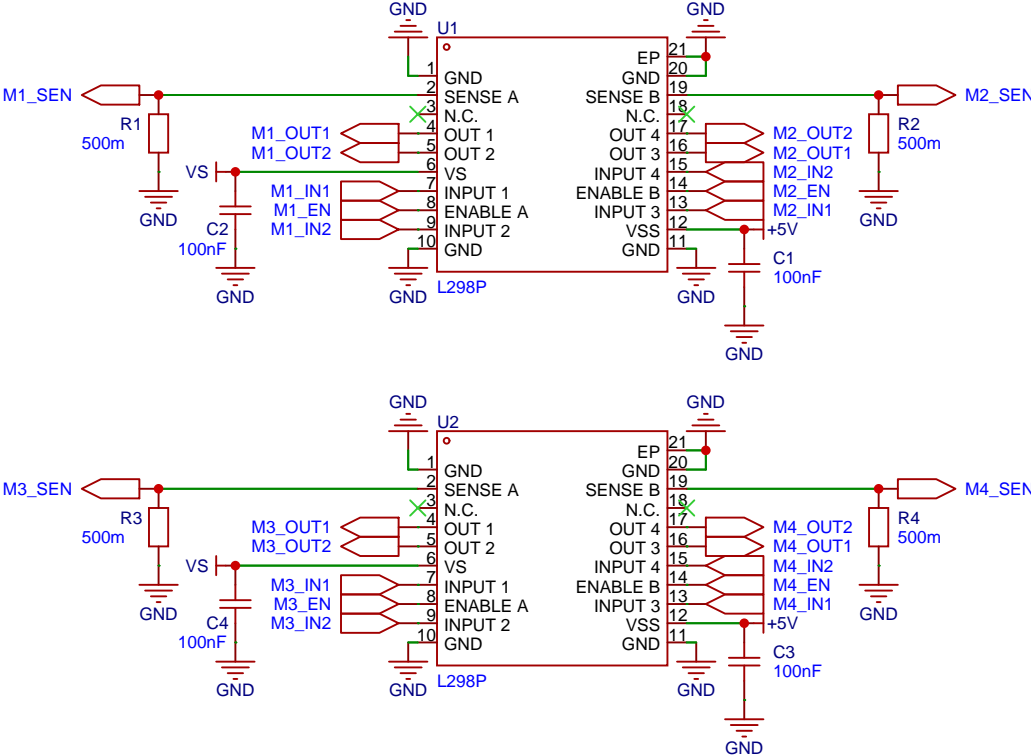 GND
GND
U1
EP 21
1 GND
GND 20
M1_SEN
2 SENSE A
SENSE B 19
M2_SEN
3 N.C.
N.C. 18
R1
500m
M1_OUT1
4 OUT 1
OUT 4 17
M2_OUT2
R2
500m
M1_OUT2
5 OUT 2
OUT 3 16
M2_OUT1
VS
6 VS
INPUT 4 15
M2_IN2
M1_IN1
7 INPUT 1
ENABLE B 14
M2_EN
M1_EN
8 ENABLE A
INPUT 3 13
M2_IN1
GND
GND
C2
100nF
M1_IN2
9 INPUT 2
VSS 12
+5V
10 GND
GND 11
C1
100nF
GND
GND
L298P
GND
GND
GND
GND
U2
EP 21
1 GND
GND 20
M3_SEN
2 SENSE A
SENSE B 19
M4_SEN
3 N.C.
N.C. 18
R3
500m
M3_OUT1
4 OUT 1
OUT 4 17
M4_OUT2
R4
500m
M3_OUT2
5 OUT 2
OUT 3 16
M4_OUT1
VS
6 VS
INPUT 4 15
M4_IN2
M3_IN1
7 INPUT 1
ENABLE B 14
M4_EN
M3_EN
8 ENABLE A
INPUT 3 13
M4_IN1
GND
GND
C4
100nF
M3_IN2
9 INPUT 2
VSS 12
+5V
10 GND
GND 11
C3
100nF
GND
GND
L298P
GND
GND